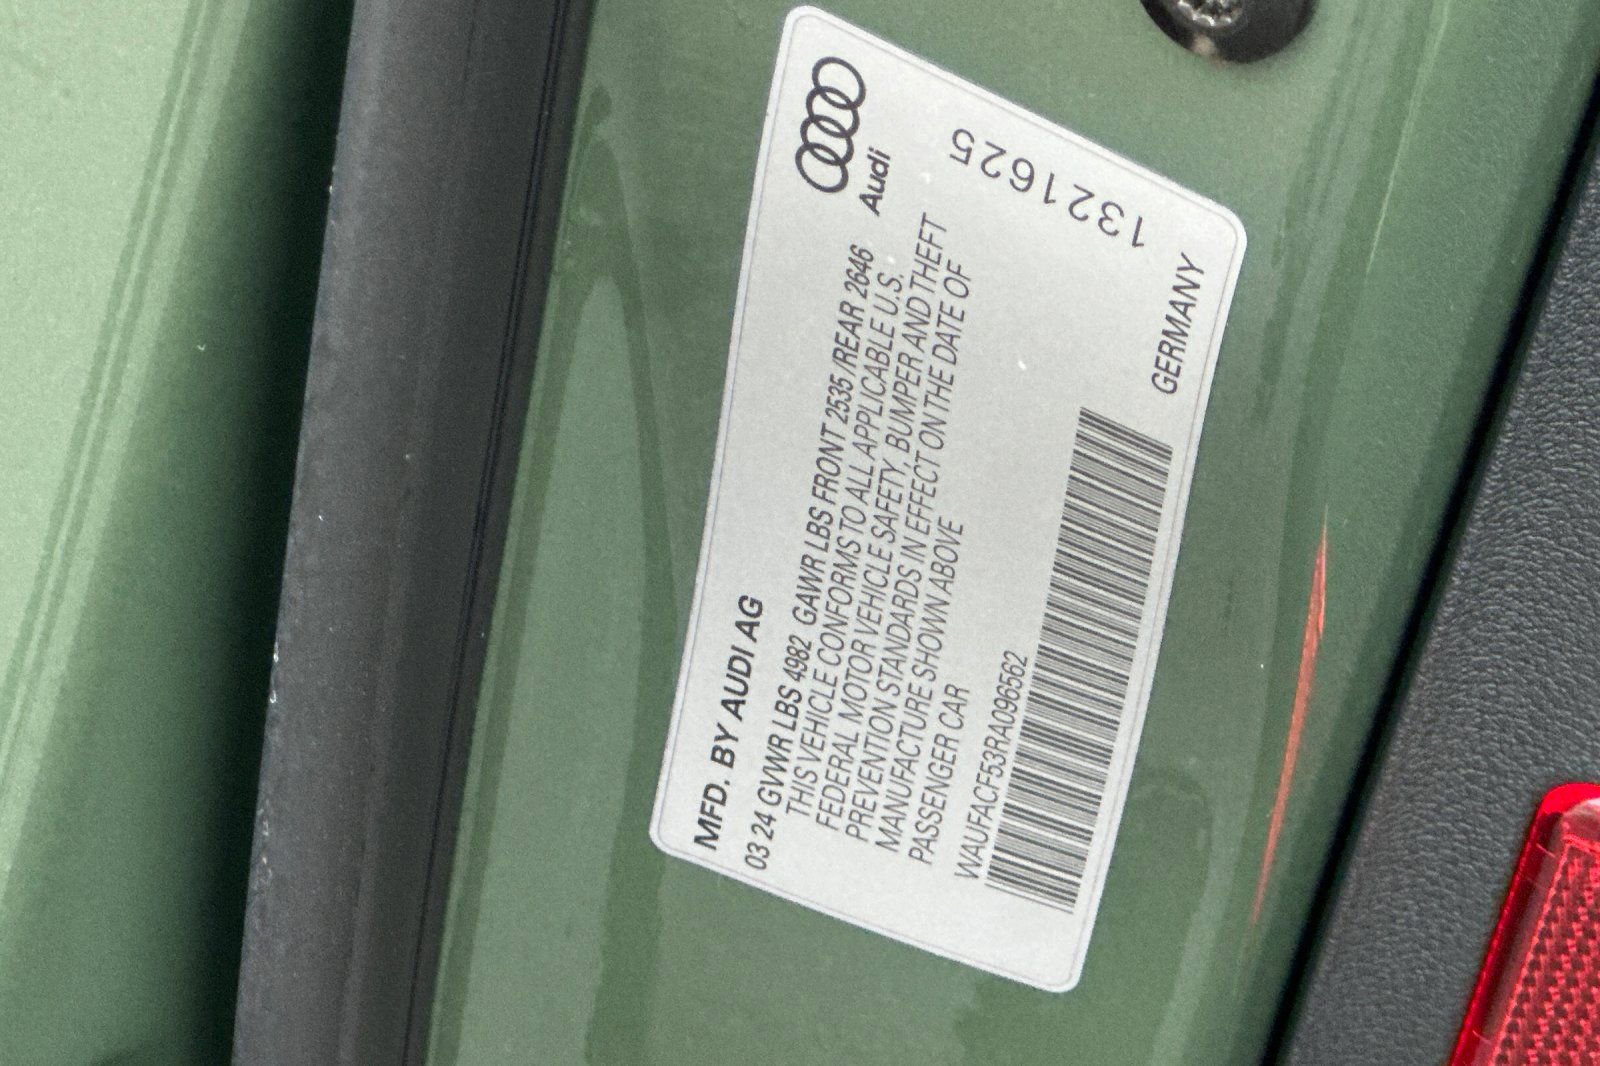 Audi
MFD. BY AUDI AG
03 24 GVWR LBS 4982 GAWR LBS FRONT 2535 /REAR 2646
THIS VEHICLE CONFORMS TO ALL APPLICABLE U.S.
FEDERAL MOTOR VEHICLE SAFETY, BUMPER AND THEFT
PREVENTION STANDARDS IN EFFECT ON THE DATE OF
MANUFACTURE SHOWN ABOVE
PASSENGER CAR
WAUFACF53RA096562
GERMANY
1321625